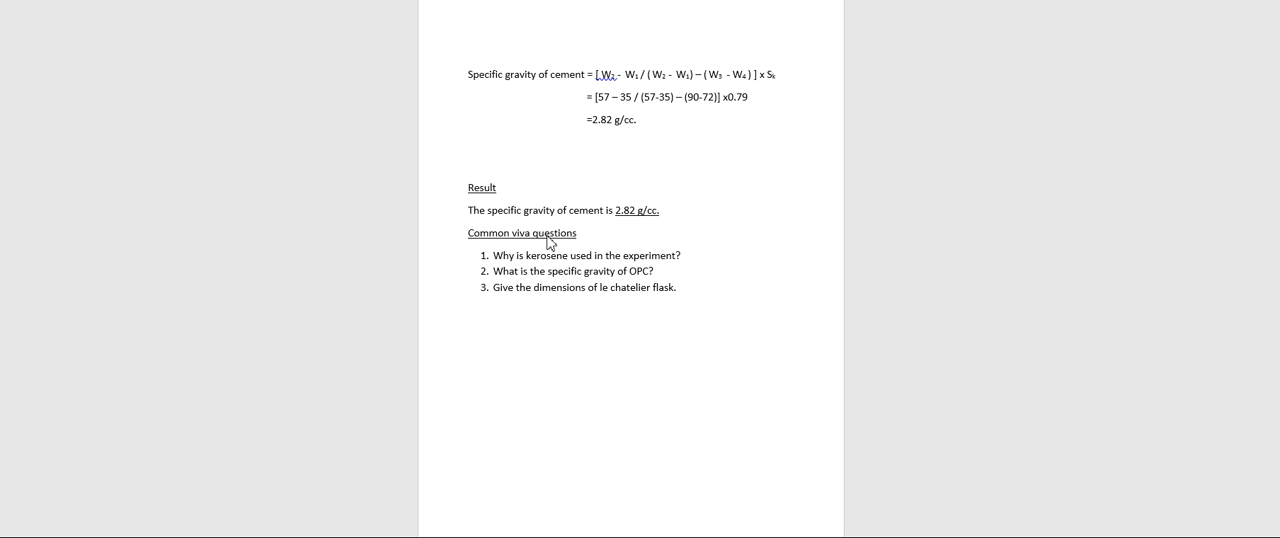 Specific gravity of cement = [ W₂ - W₁ / ( W₂ - W₁) – ( W₃ - W₄ ) ] x Sₖ
= [57 – 35 / (57-35) – (90-72)] x0.79
=2.82 g/cc.
Result
The specific gravity of cement is 2.82 g/cc.
Common viva questions
1. Why is kerosene used in the experiment?
2. What is the specific gravity of OPC?
3. Give the dimensions of le chatelier flask.